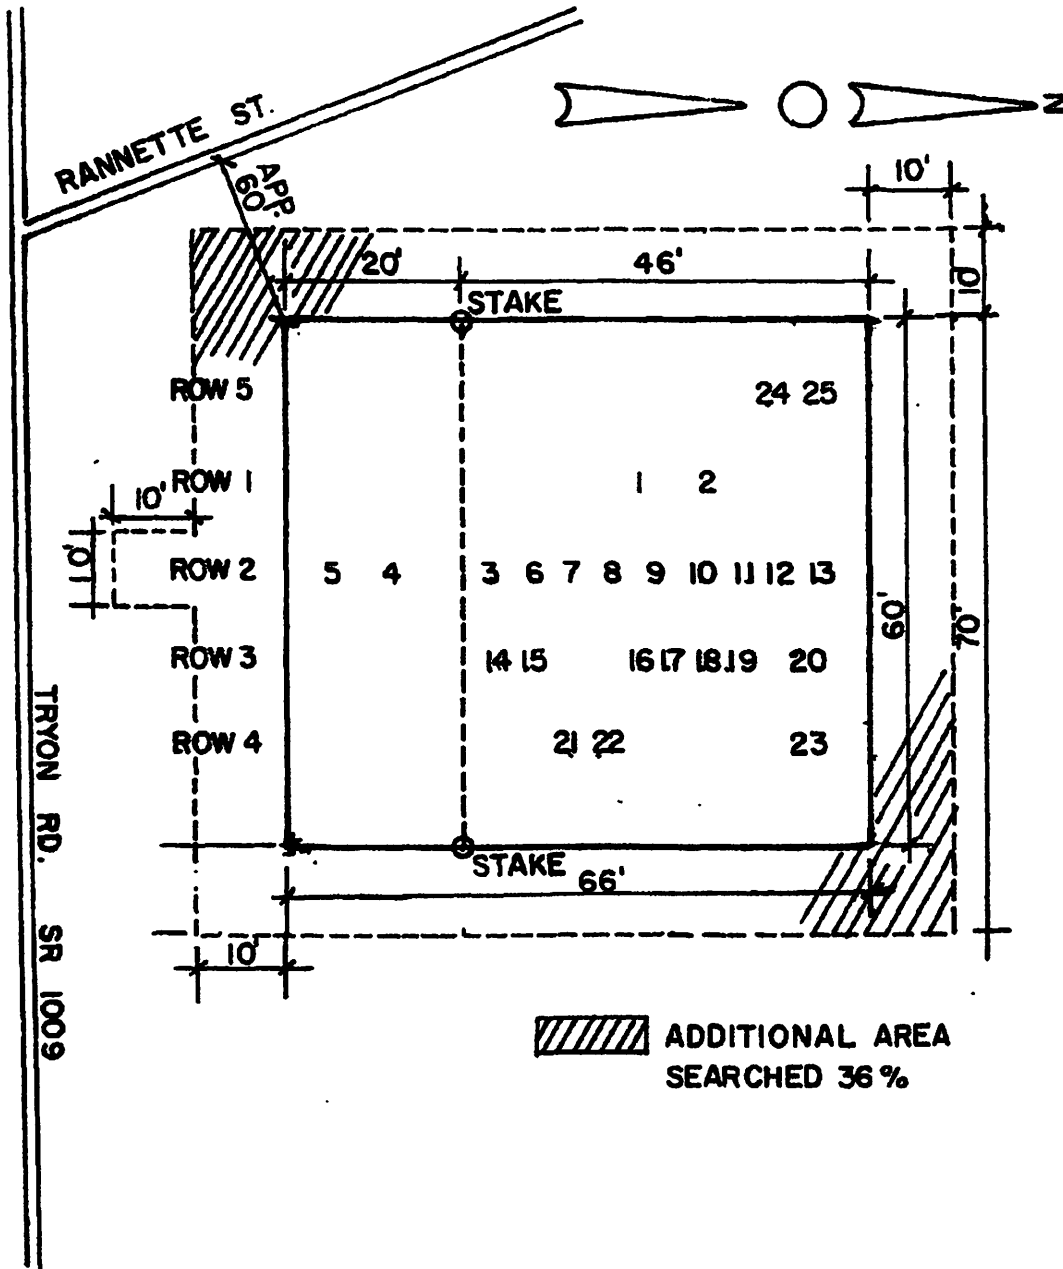 RANNETTE ST.
N
APP.
60'
10'
20'
46'
10'
STAKE
ROW 5
24 25
ROW 1
1 2
10'
10'
ROW 2
5 4 3 6 7 8 9 10 11 12 13
60'
70'
ROW 3
14 15 16 17 18 19 20
ROW 4
21 22 23
STAKE
66'
10'
TRYON RD. SR 1009
ADDITIONAL AREA
SEARCHED 36%